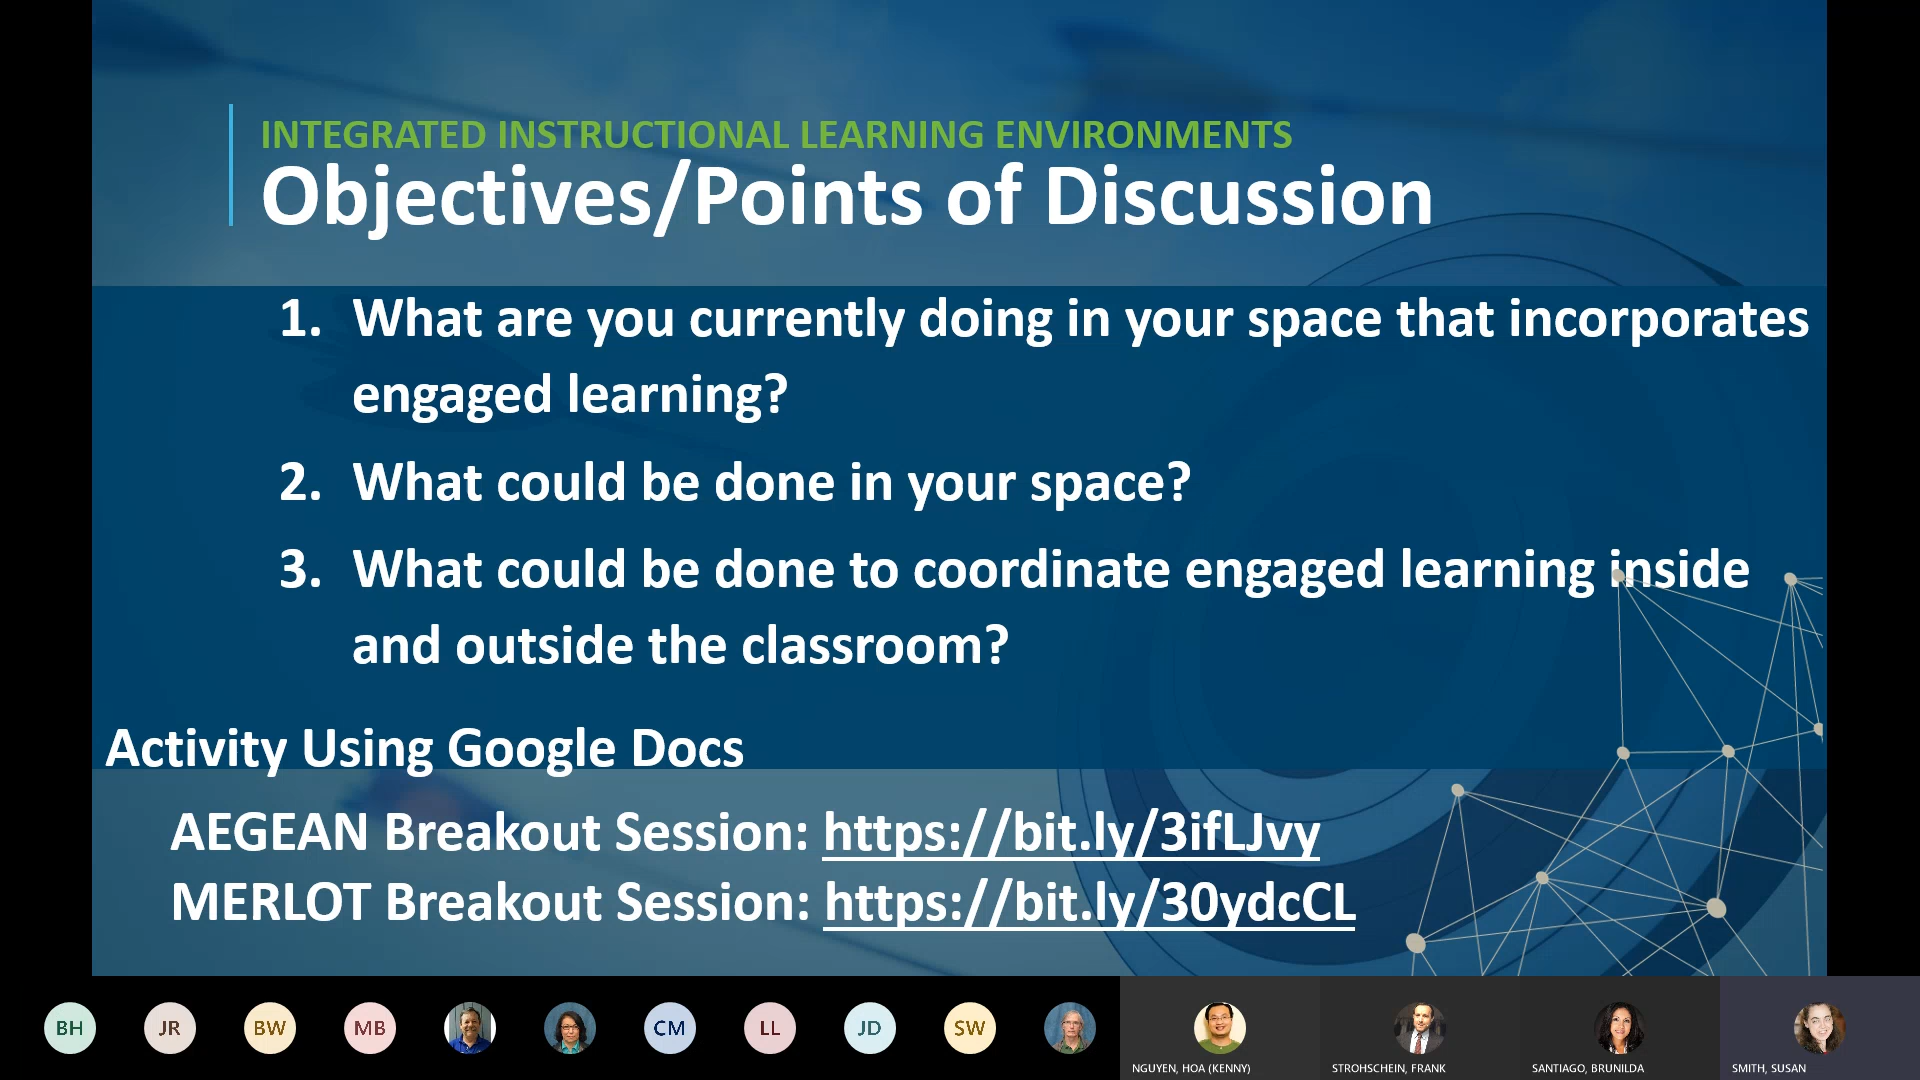 INTEGRATED INSTRUCTIONAL LEARNING ENVIRONMENTS
Objectives/Points of Discussion
1. What are you currently doing in your space that incorporates
engaged learning?
2. What could be done in your space?
3. What could be done to coordinate engaged learning inside
and outside the classroom?
Activity Using Google Docs
AEGEAN Breakout Session: https://bit.ly/3ifLJvy
MERLOT Breakout Session: https://bit.ly/30ydcCL
BH JR BW MB CM LL JD SW
NGUYEN, HOA (KENNY) STROHSCHEIN, FRANK SANTIAGO, BRUNILDA SMITH, SUSAN